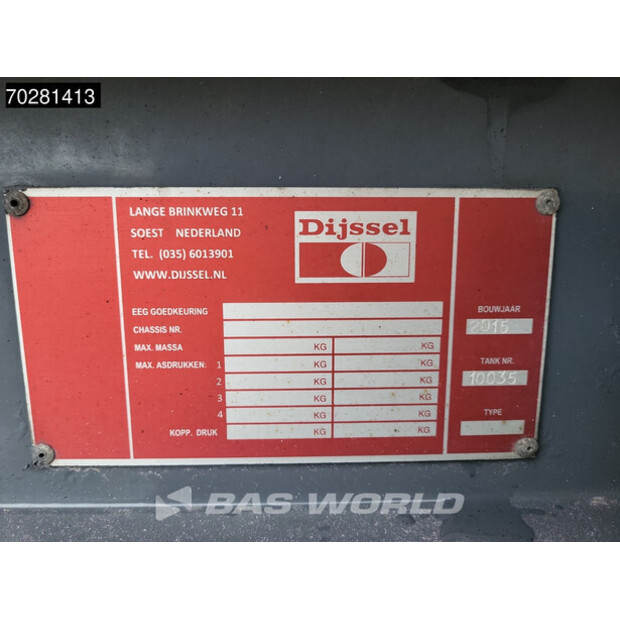 70281413
LANGE BRINKWEG 11
SOEST NEDERLAND
TEL. (035) 6013901
WWW.DIJSSEL.NL
Dijssel
EEG GOEDKEURING
CHASSIS NR.
MAX. MASSA KG KG
MAX. ASDRUKKEN: 1 KG KG
2 KG KG
3 KG KG
4 KG KG
KOPP. DRUK KG KG
BOUWJAAR
2015
TANK NR.
10035
TYPE
BAS WORLD